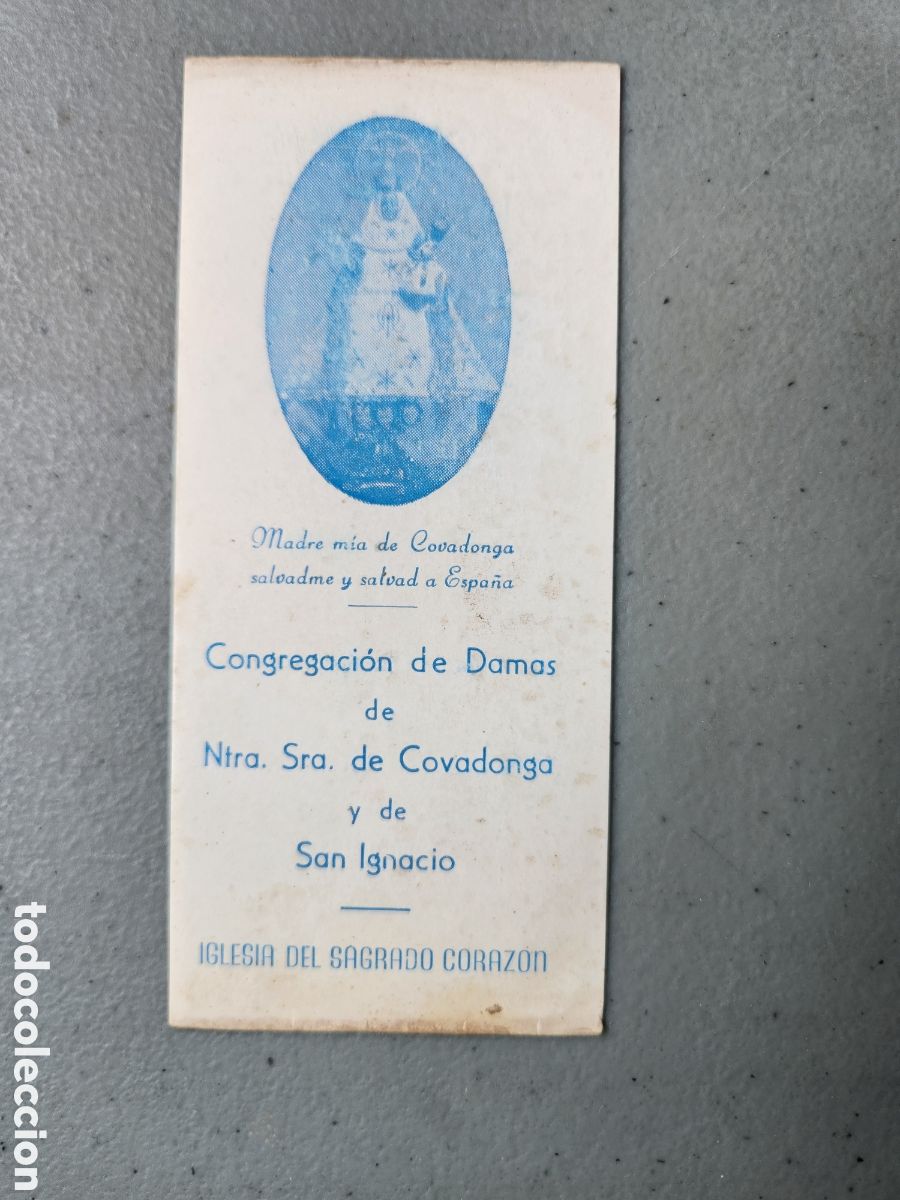 Madre mía de Covadonga
salvadme y salvad a España
Congregación de Damas
de
Ntra. Sra. de Covadonga
y de
San Ignacio
IGLESIA DEL SAGRADO CORAZÓN
todocoleccion